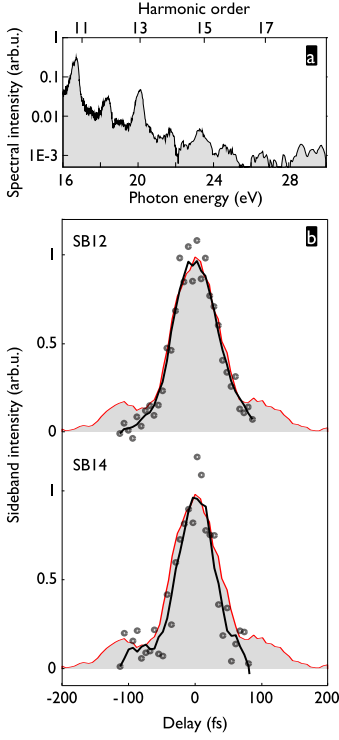 Harmonic order
11 13 15 17
Spectral intensity (arb.u.)
1
0.1
0.01
1E-3
a
16 20 24 28
Photon energy (eV)
Sideband intensity (arb.u.)
SB12
b
1
0.5
0
SB14
1
0.5
0
-200 -100 0 100 200
Delay (fs)